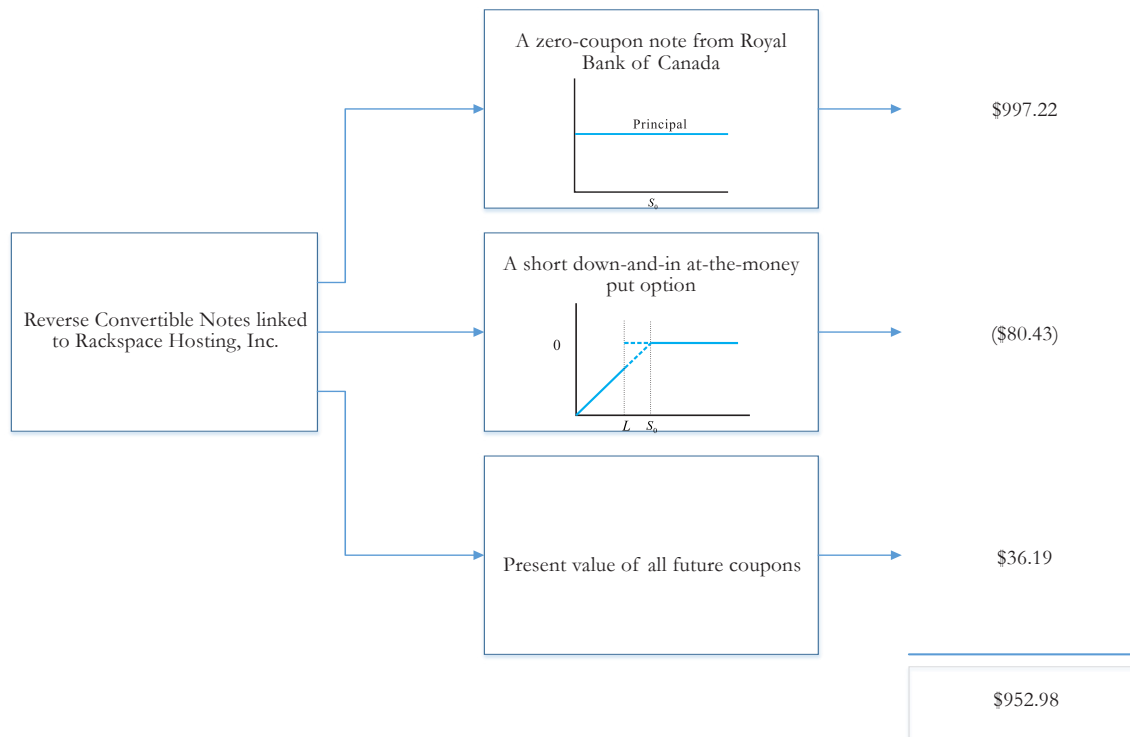 A zero-coupon note from Royal
Bank of Canada
Principal
S₀
$997.22
Reverse Convertible Notes linked
to Rackspace Hosting, Inc.
A short down-and-in at-the-money
put option
0
L S₀
($80.43)
Present value of all future coupons
$36.19
$952.98